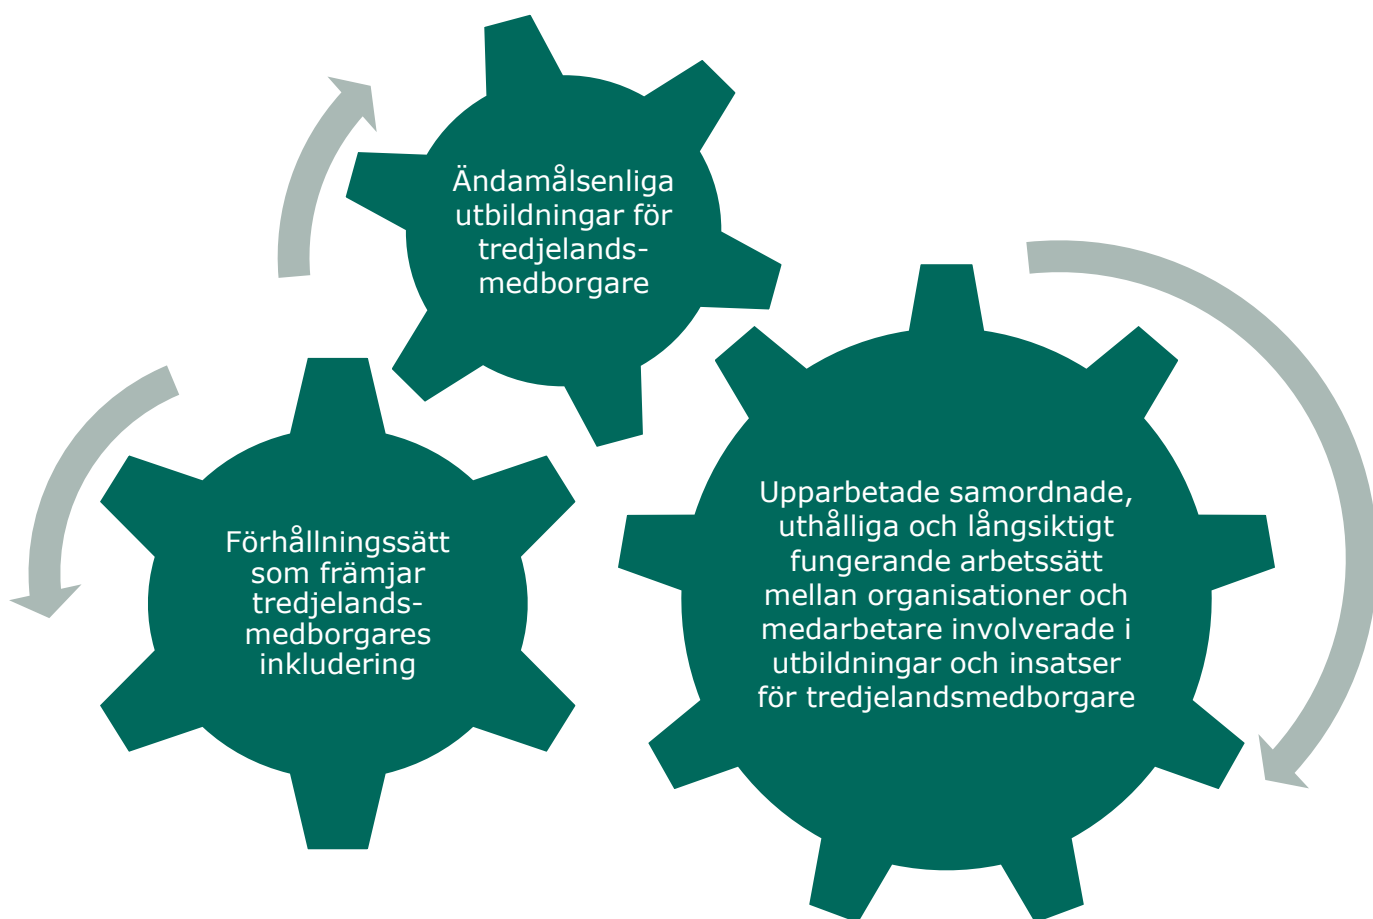 Ändamålsenliga
utbildningar för
tredjelands-
medborgare
Förhållningssätt
som främjar
tredjelands-
medborgares
inkludering
Upparbetade samordnade,
uthålliga och långsiktigt
fungerande arbetssätt
mellan organisationer och
medarbetare involverade i
utbildningar och insatser
för tredjelandsmedborgare